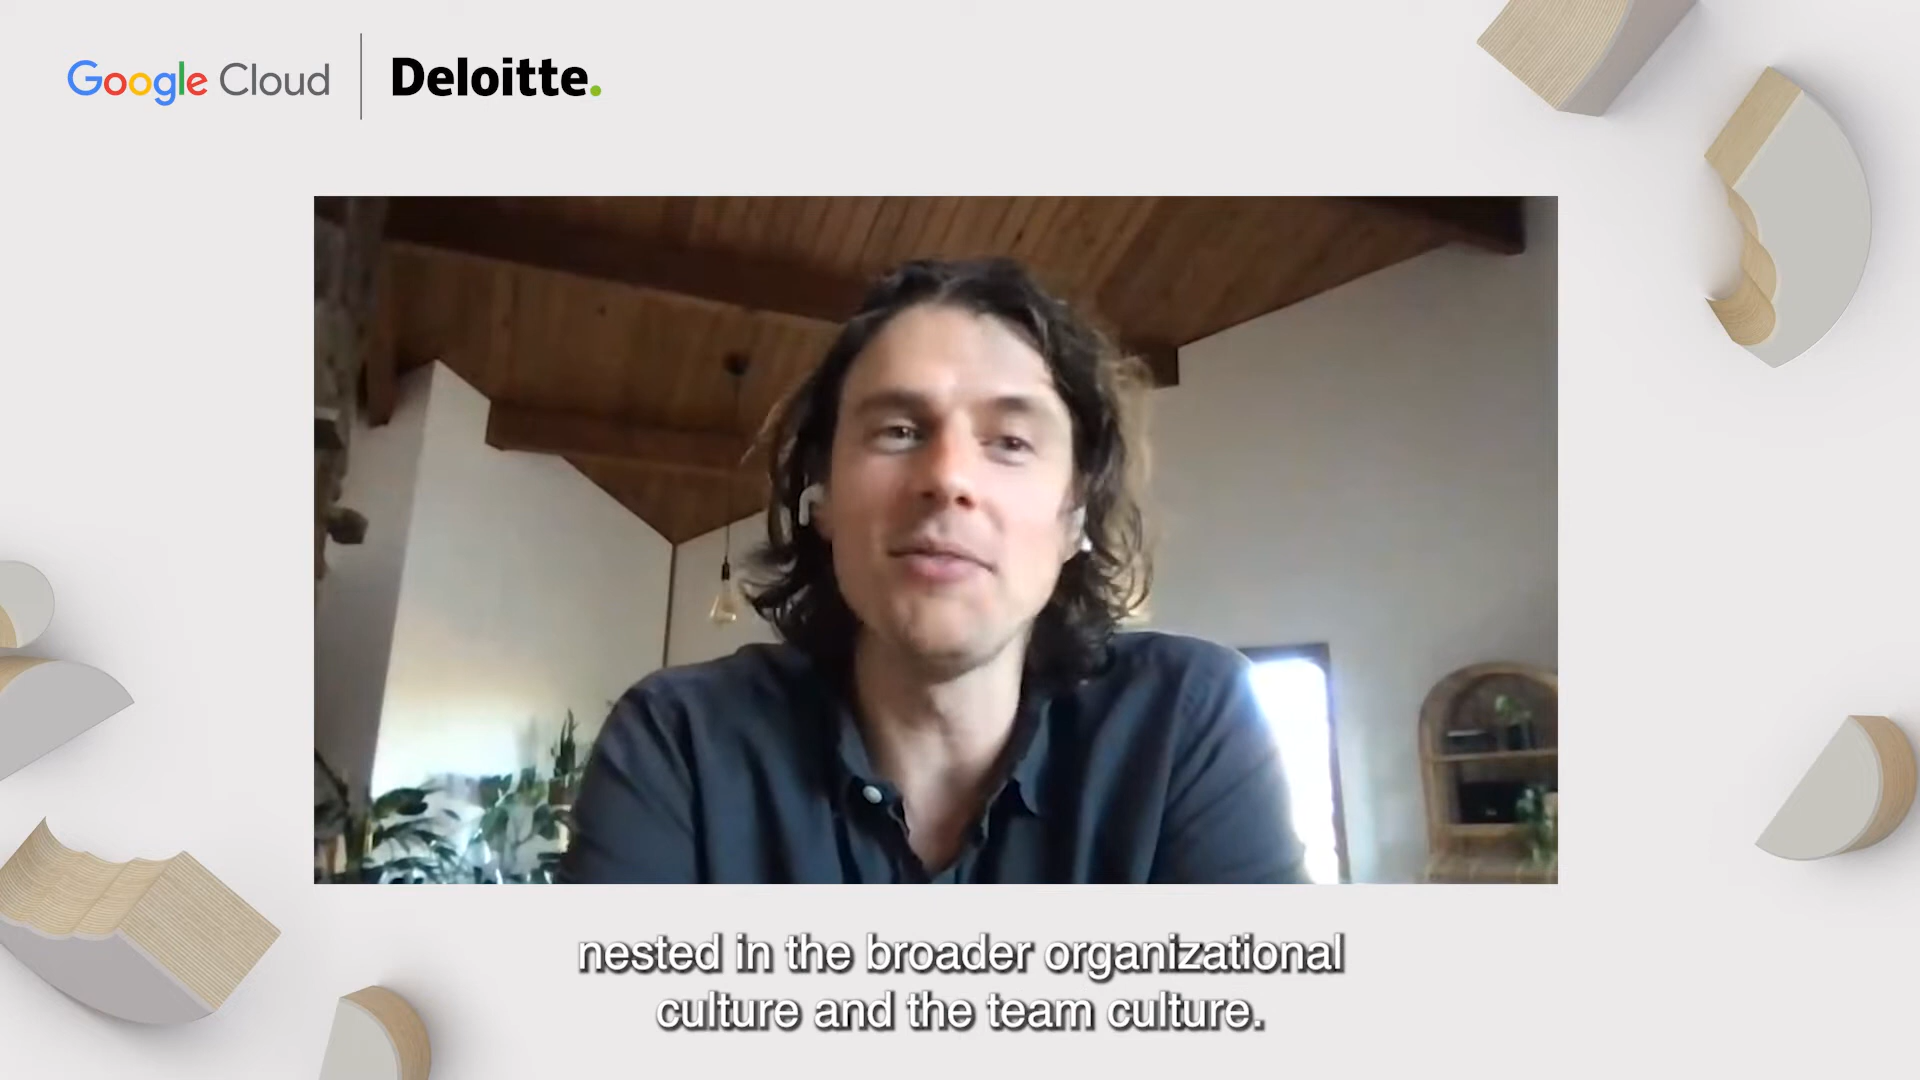 Google Cloud
Deloitte.
nested in the broader organizational
culture and the team culture.